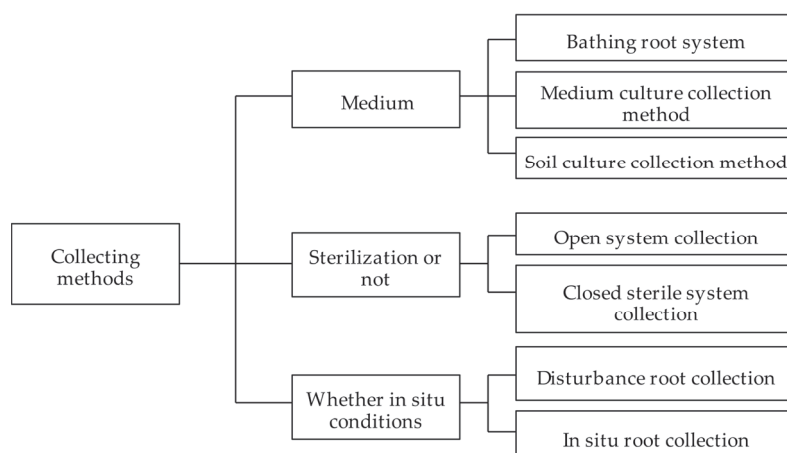 Bathing root system
Medium
Medium culture collection
method
Soil culture collection method
Collecting
methods
Sterilization or
not
Open system collection
Closed sterile system
collection
Whether in situ
conditions
Disturbance root collection
In situ root collection